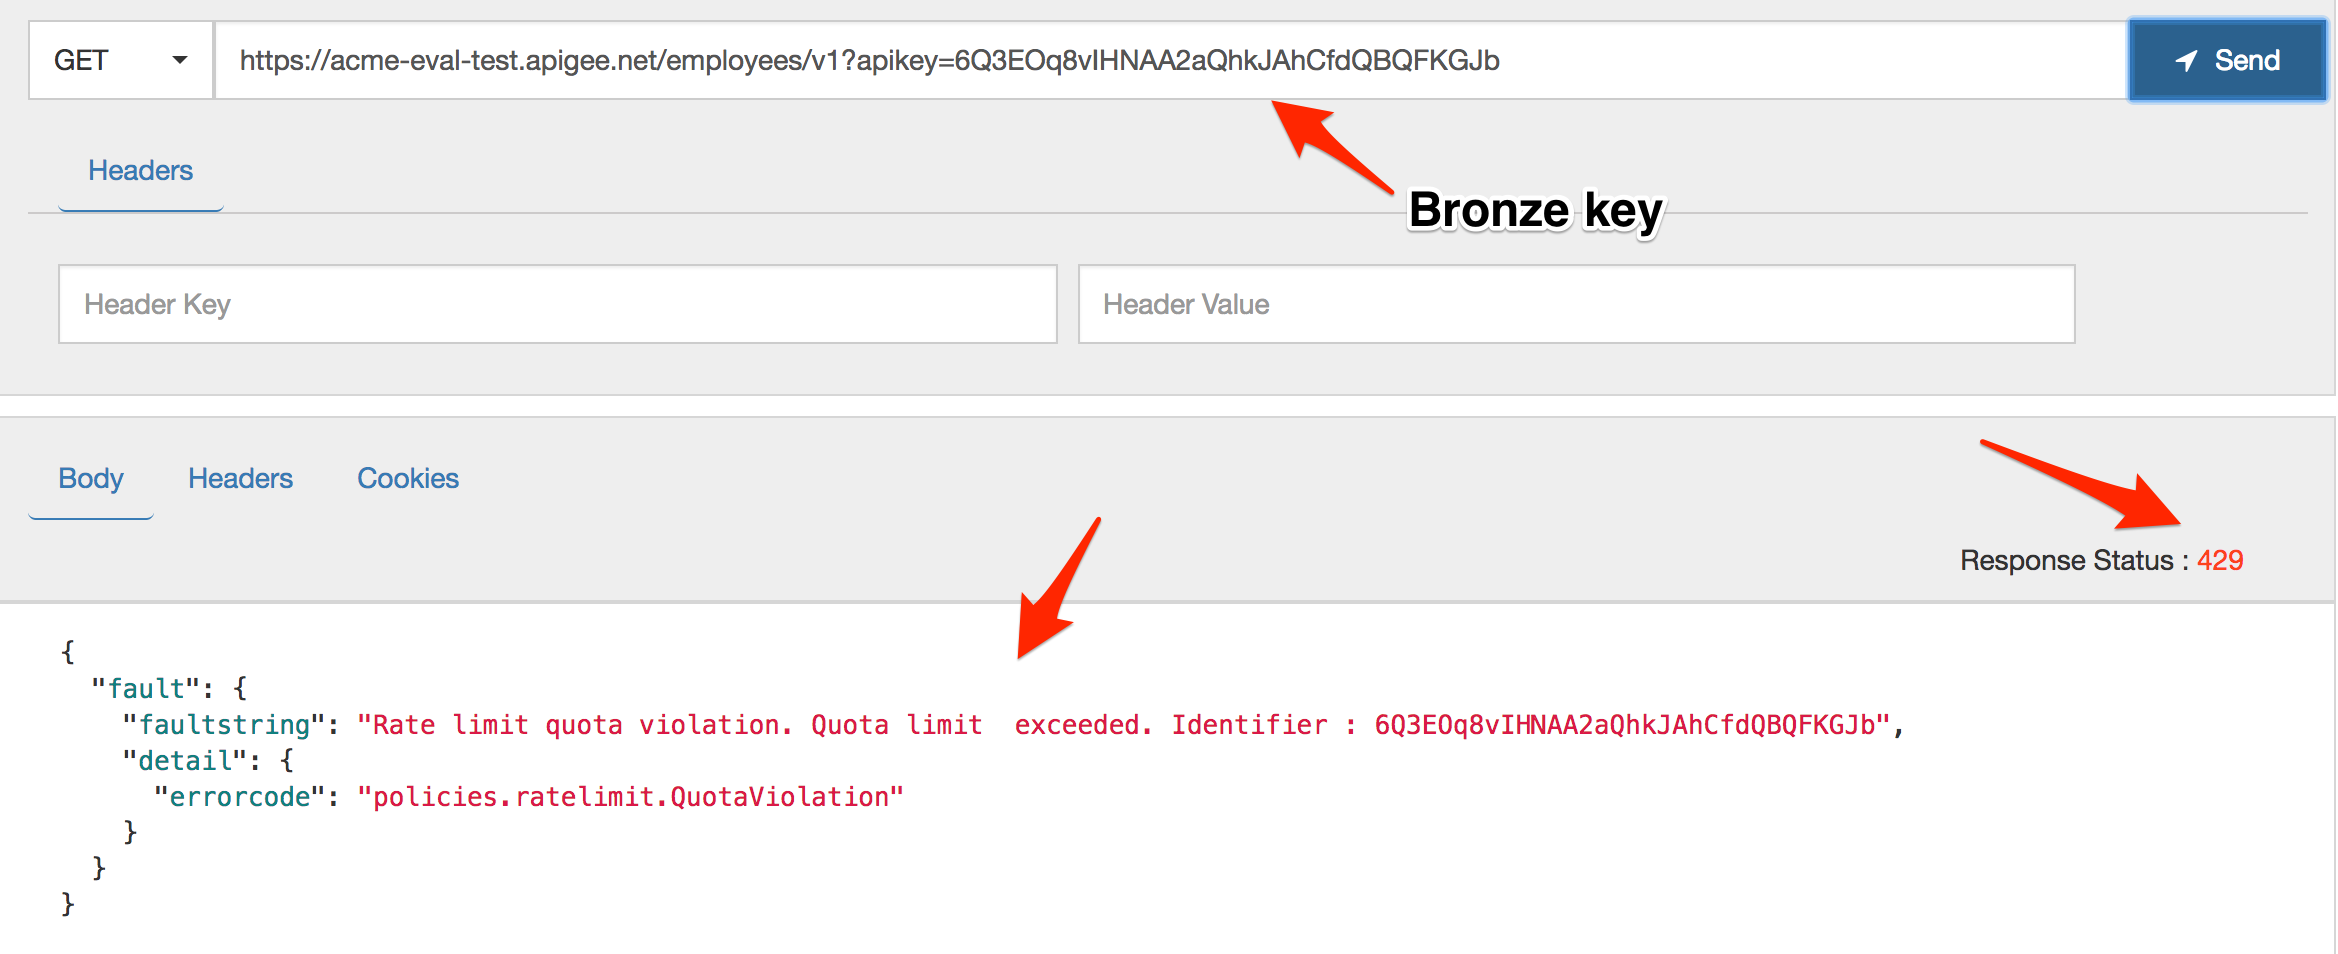 GET
https://acme-eval-test.apigee.net/employees/v1?apikey=6Q3EOq8vIHNAA2aQhkJAhCfdQBQFKGJb
Send
Headers
Bronze key
Header Key
Header Value
Body
Headers
Cookies
Response Status : 429
{
"fault": {
"faultstring": "Rate limit quota violation. Quota limit  exceeded. Identifier : 6Q3EOq8vIHNAA2aQhkJAhCfdQBQFKGJb",
"detail": {
"errorcode": "policies.ratelimit.QuotaViolation"
}
}
}